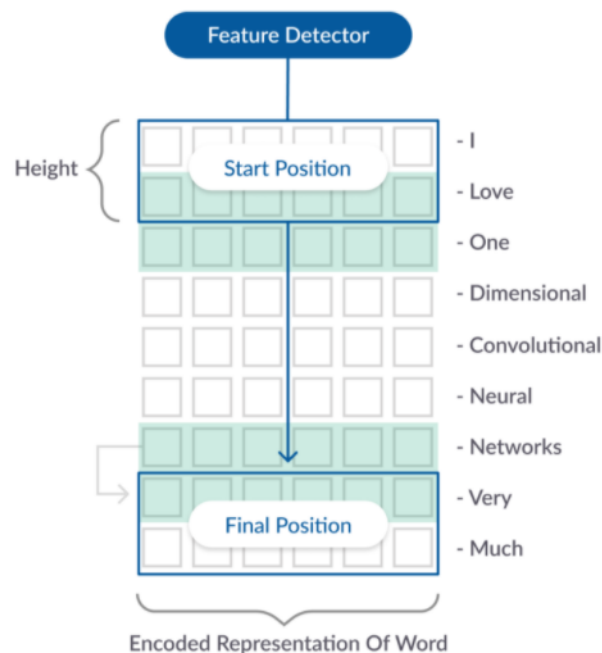 Feature Detector
- I
Height
Start Position
- Love
- One
- Dimensional
- Convolutional
- Neural
- Networks
- Very
Final Position
- Much
Encoded Representation Of Word